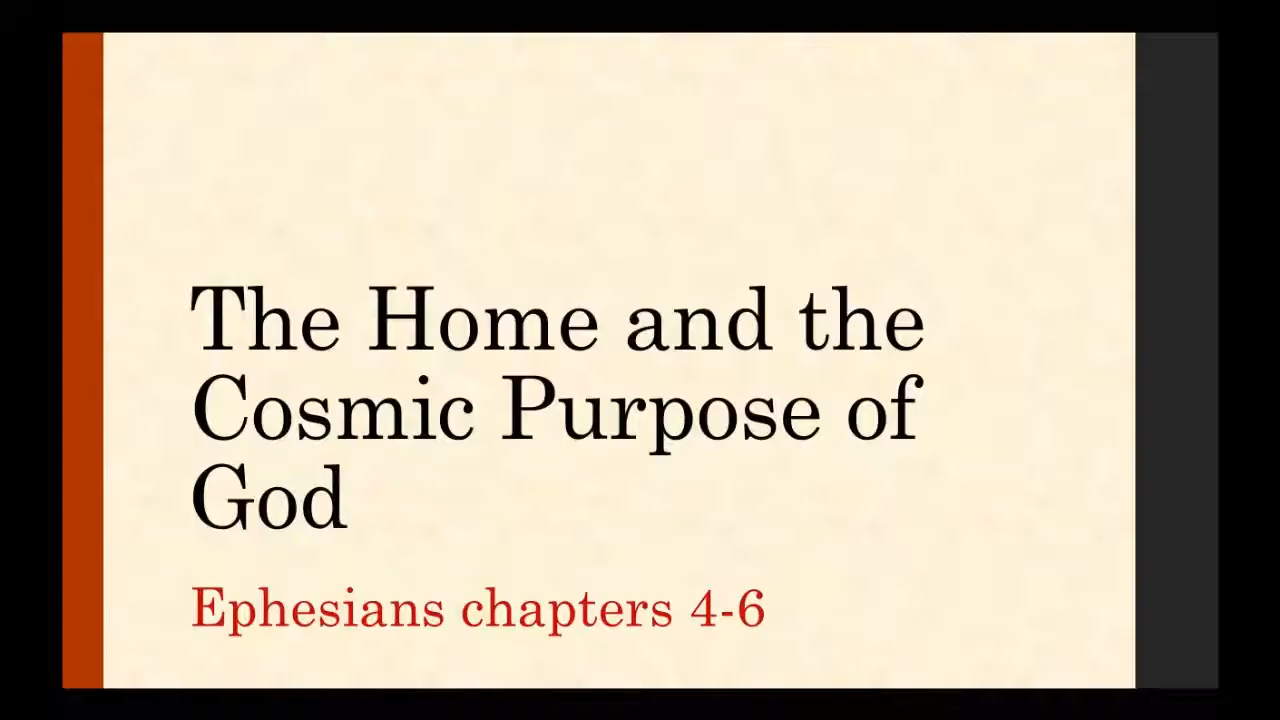 The Home and the
Cosmic Purpose of
God
Ephesians chapters 4-6